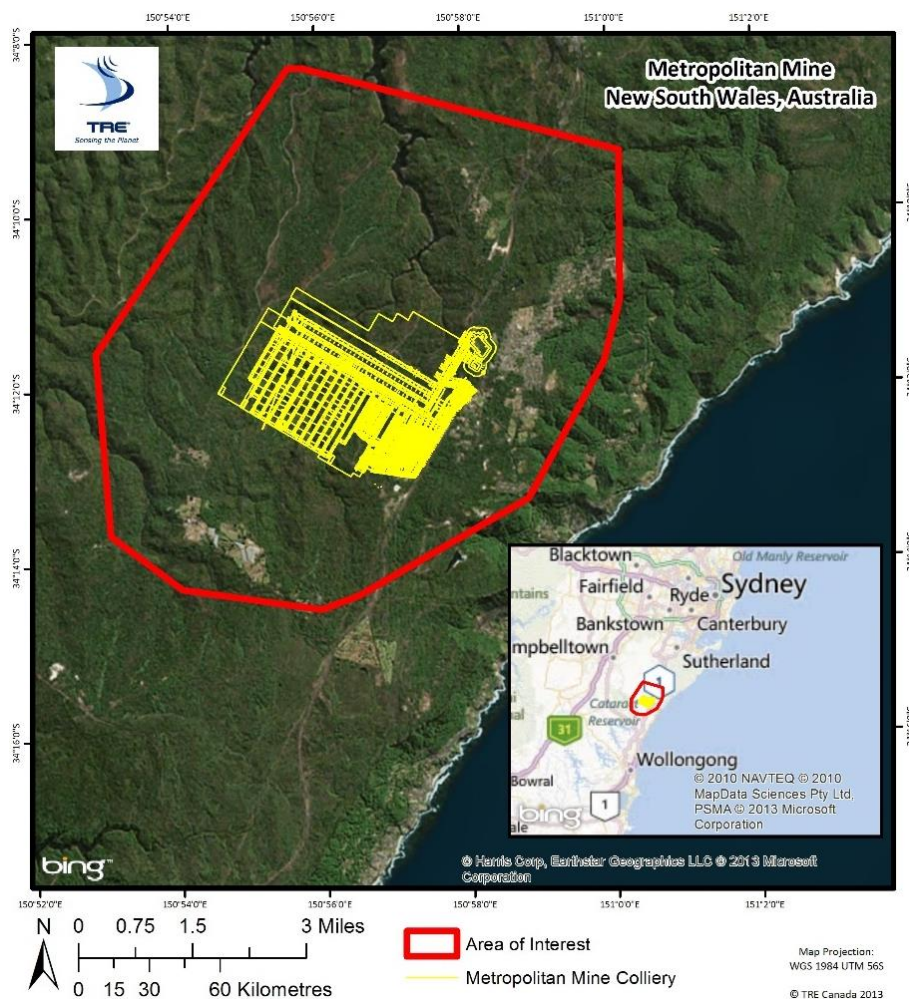 150°54'0"E 150°56'0"E 150°58'0"E 151°0'0"E 151°2'0"E
34°8'0"S
TRE
Sensing the Planet
Metropolitan Mine
New South Wales, Australia
34°10'0"S
34°12'0"S
34°14'0"S
34°16'0"S
Blacktown
Old Manly Reservoir
Fairfield
Ryde
Sydney
ntains
Bankstown
Canterbury
mpbelltown
Sutherland
1
Cataract
Reservoir
31
Wollongong
Bowral
1
ale
bing
© 2010 NAVTEQ © 2010
MapData Sciences Pty Ltd,
PSMA © 2013 Microsoft
Corporation
bing™
© Harris Corp, Earthstar Geographics LLC © 2013 Microsoft
Corporation
150°52'0"E 150°54'0"E 150°56'0"E 150°58'0"E 151°0'0"E 151°2'0"E
N
0 0.75 1.5 3 Miles
0 15 30 60 Kilometres
Area of Interest
Metropolitan Mine Colliery
Map Projection:
WGS 1984 UTM 56S
© TRE Canada 2013